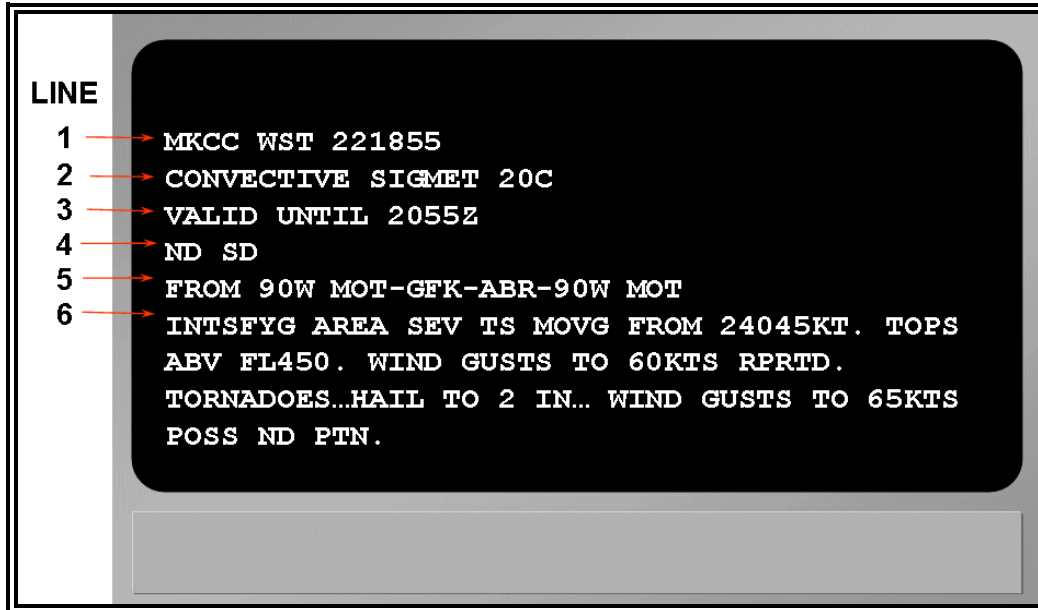 LINE
1 MKCC WST 221855
2 CONVECTIVE SIGMET 20C
3 VALID UNTIL 2055Z
4 ND SD
5 FROM 90W MOT-GFK-ABR-90W MOT
6 INTSFYG AREA SEV TS MOVG FROM 24045KT. TOPS
ABV FL450. WIND GUSTS TO 60KTS RPRTD.
TORNADOES…HAIL TO 2 IN… WIND GUSTS TO 65KTS
POSS ND PTN.